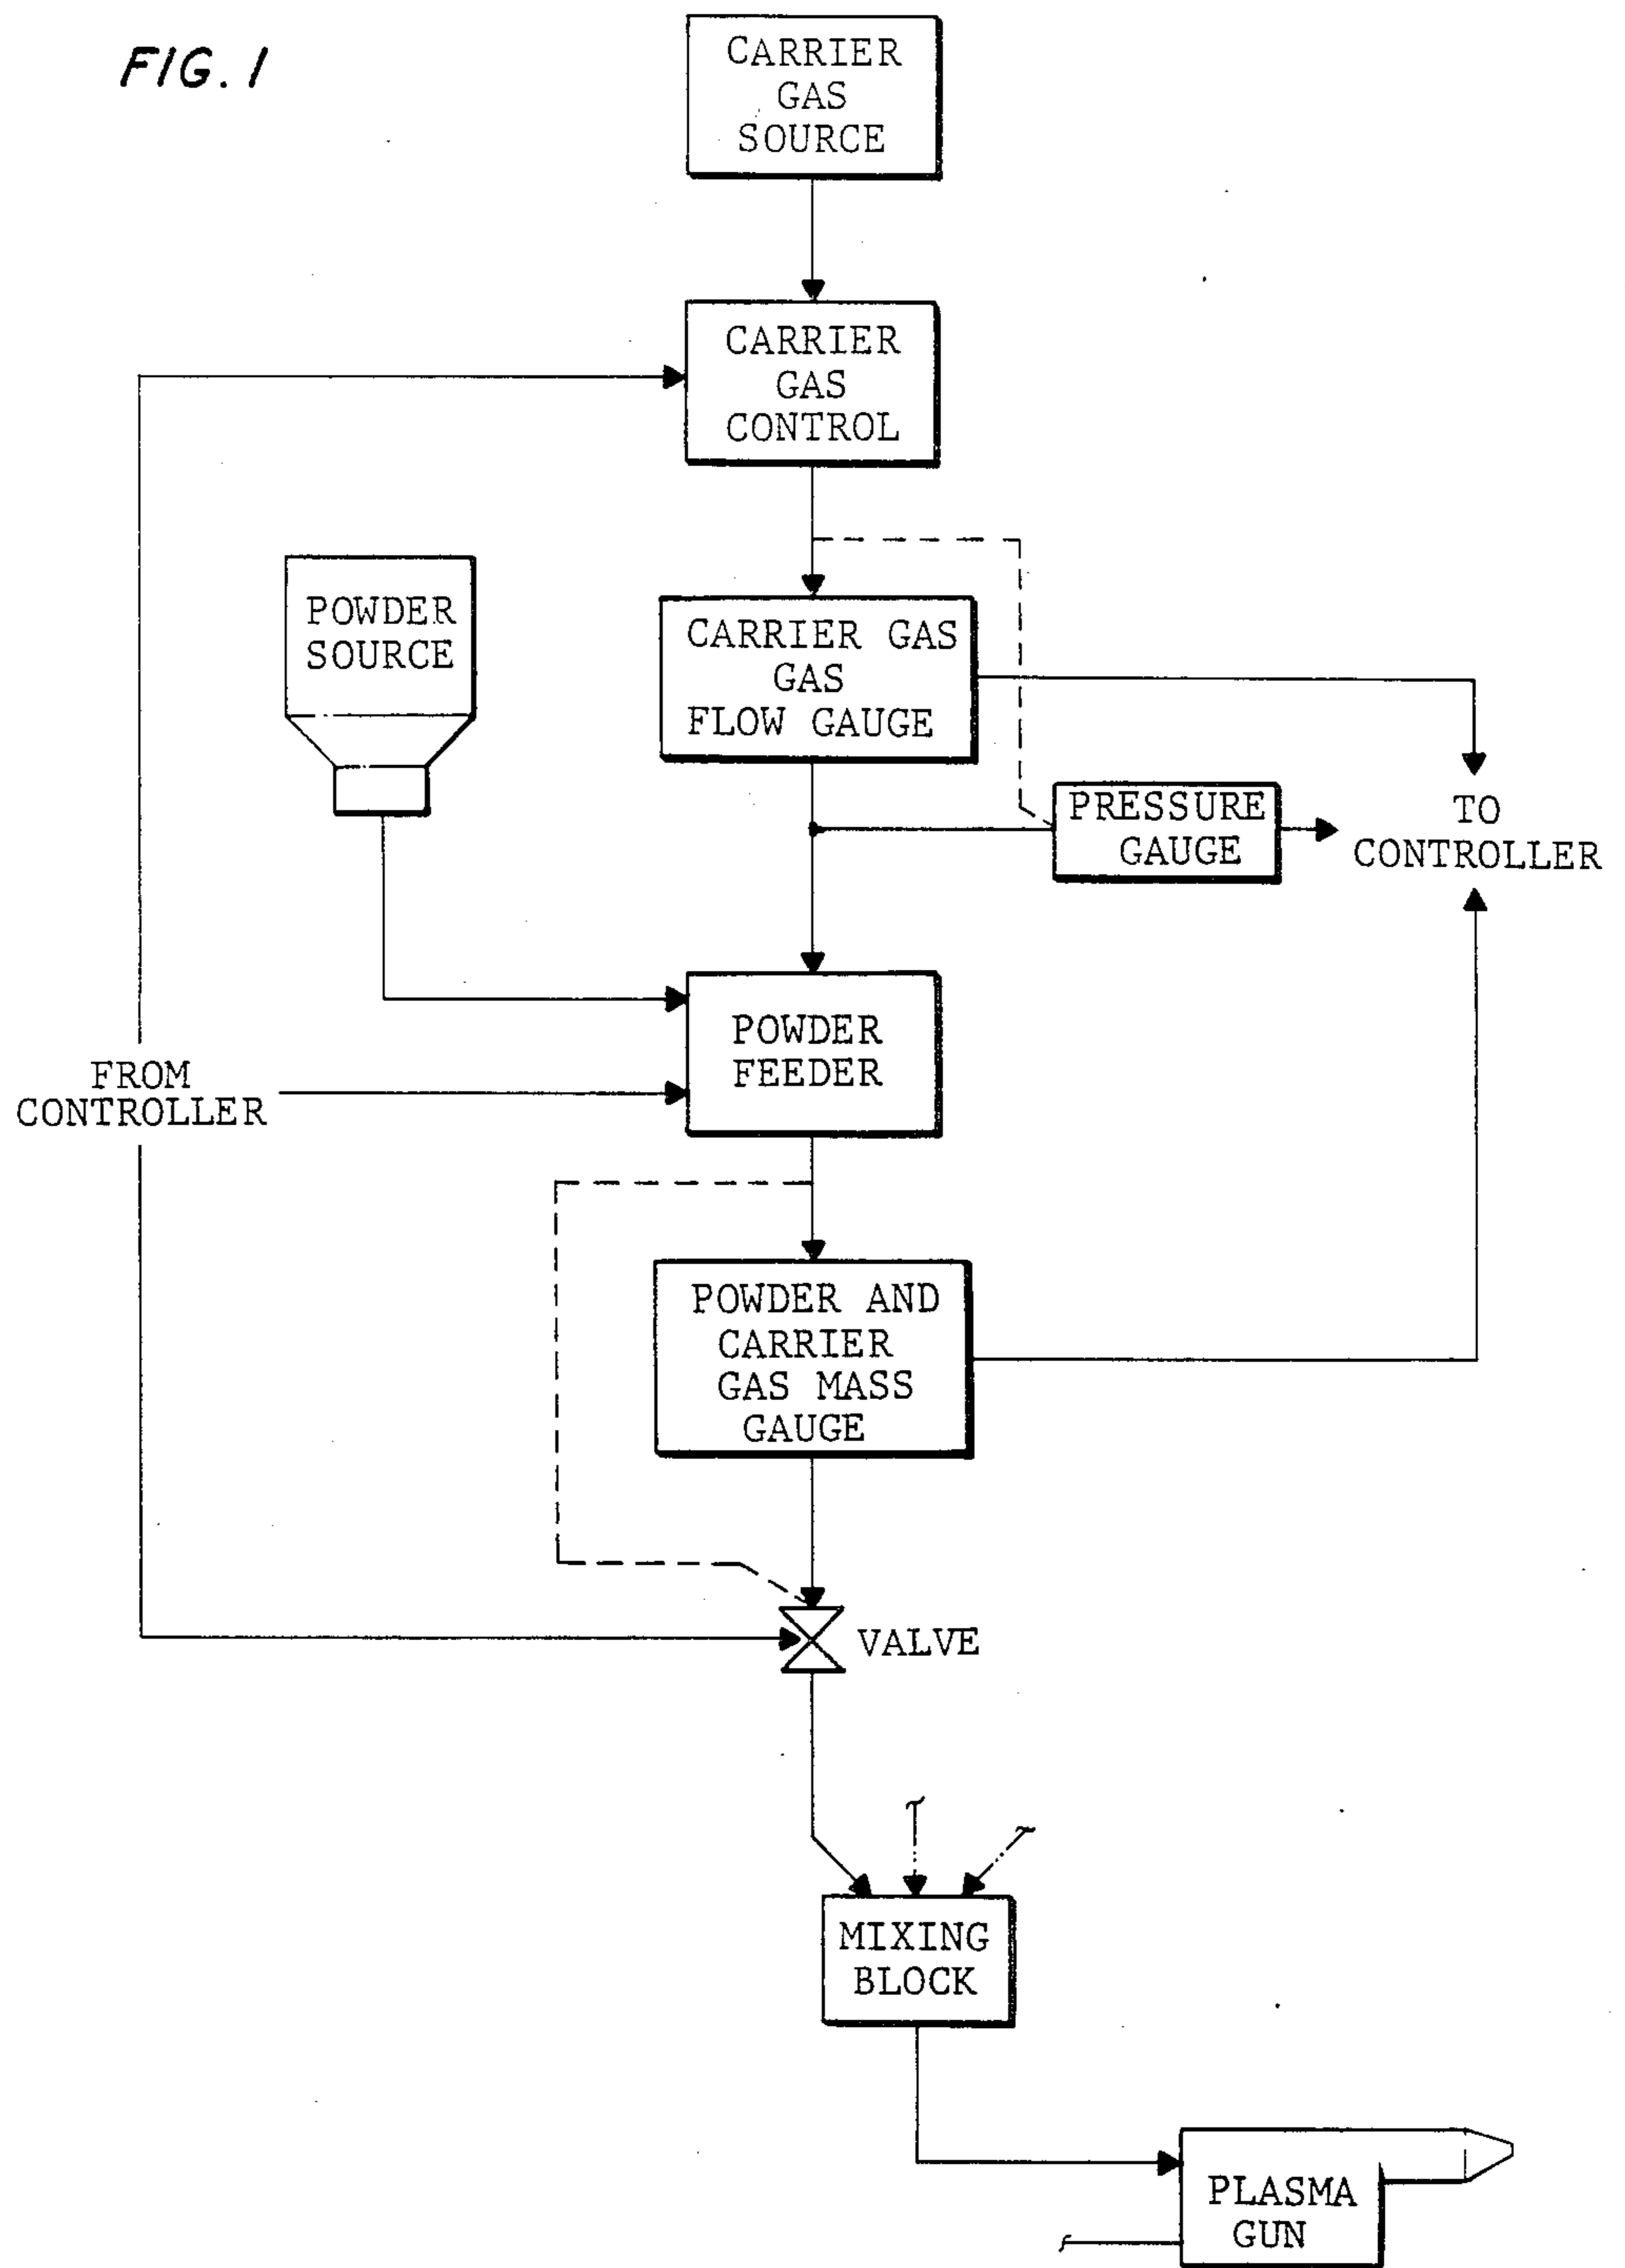 FIG. 1
CARRIER
GAS
SOURCE
CARRIER
GAS
CONTROL
POWDER
SOURCE
CARRIER GAS
GAS
FLOW GAUGE
PRESSURE
GAUGE
TO
CONTROLLER
POWDER
FEEDER
FROM
CONTROLLER
POWDER AND
CARRIER
GAS MASS
GAUGE
VALVE
MIXING
BLOCK
PLASMA
GUN